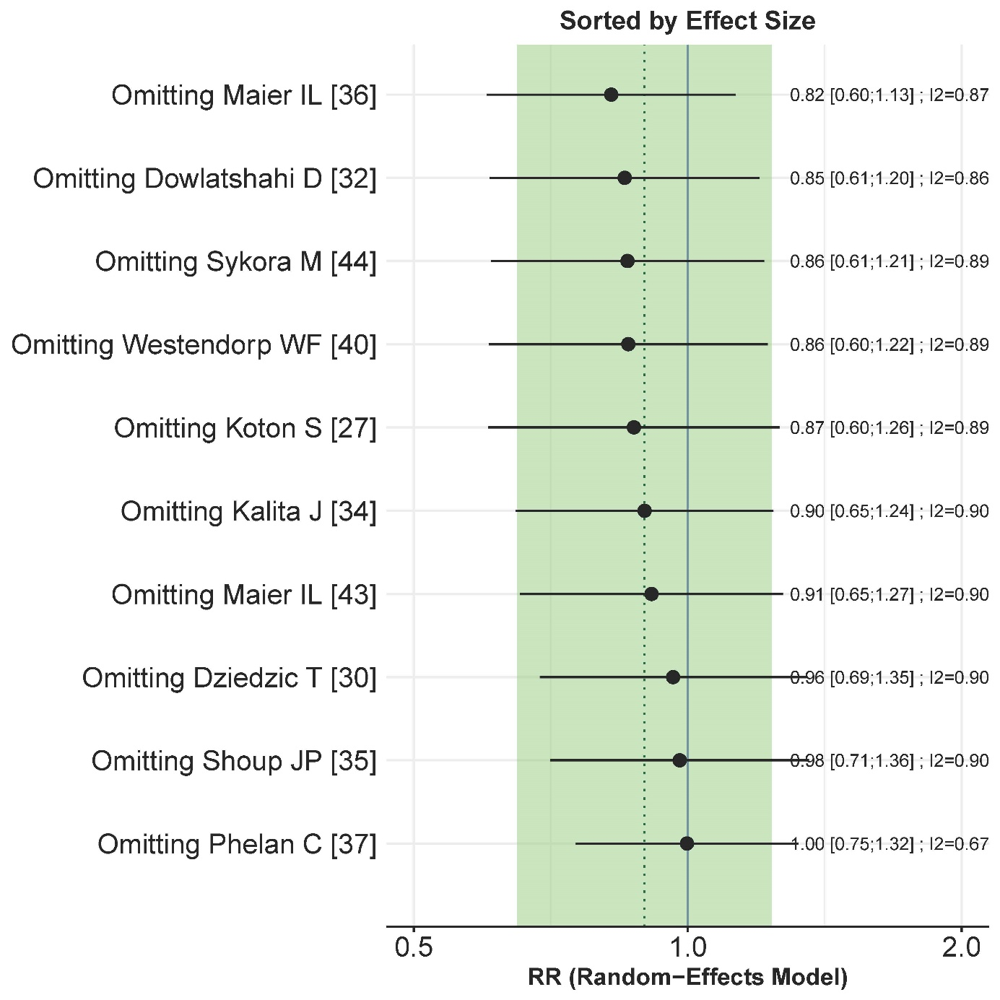 Sorted by Effect Size
Omitting Maier IL [36] 0.82 [0.60;1.13] ; I2=0.87
Omitting Dowlatshahi D [32] 0.85 [0.61;1.20] ; I2=0.86
Omitting Sykora M [44] 0.86 [0.61;1.21] ; I2=0.89
Omitting Westendorp WF [40] 0.86 [0.60;1.22] ; I2=0.89
Omitting Koton S [27] 0.87 [0.60;1.26] ; I2=0.89
Omitting Kalita J [34] 0.90 [0.65;1.24] ; I2=0.90
Omitting Maier IL [43] 0.91 [0.65;1.27] ; I2=0.90
Omitting Dziedzic T [30] 0.96 [0.69;1.35] ; I2=0.90
Omitting Shoup JP [35] 0.98 [0.71;1.36] ; I2=0.90
Omitting Phelan C [37] 1.00 [0.75;1.32] ; I2=0.67
0.5 1.0 2.0
RR (Random−Effects Model)